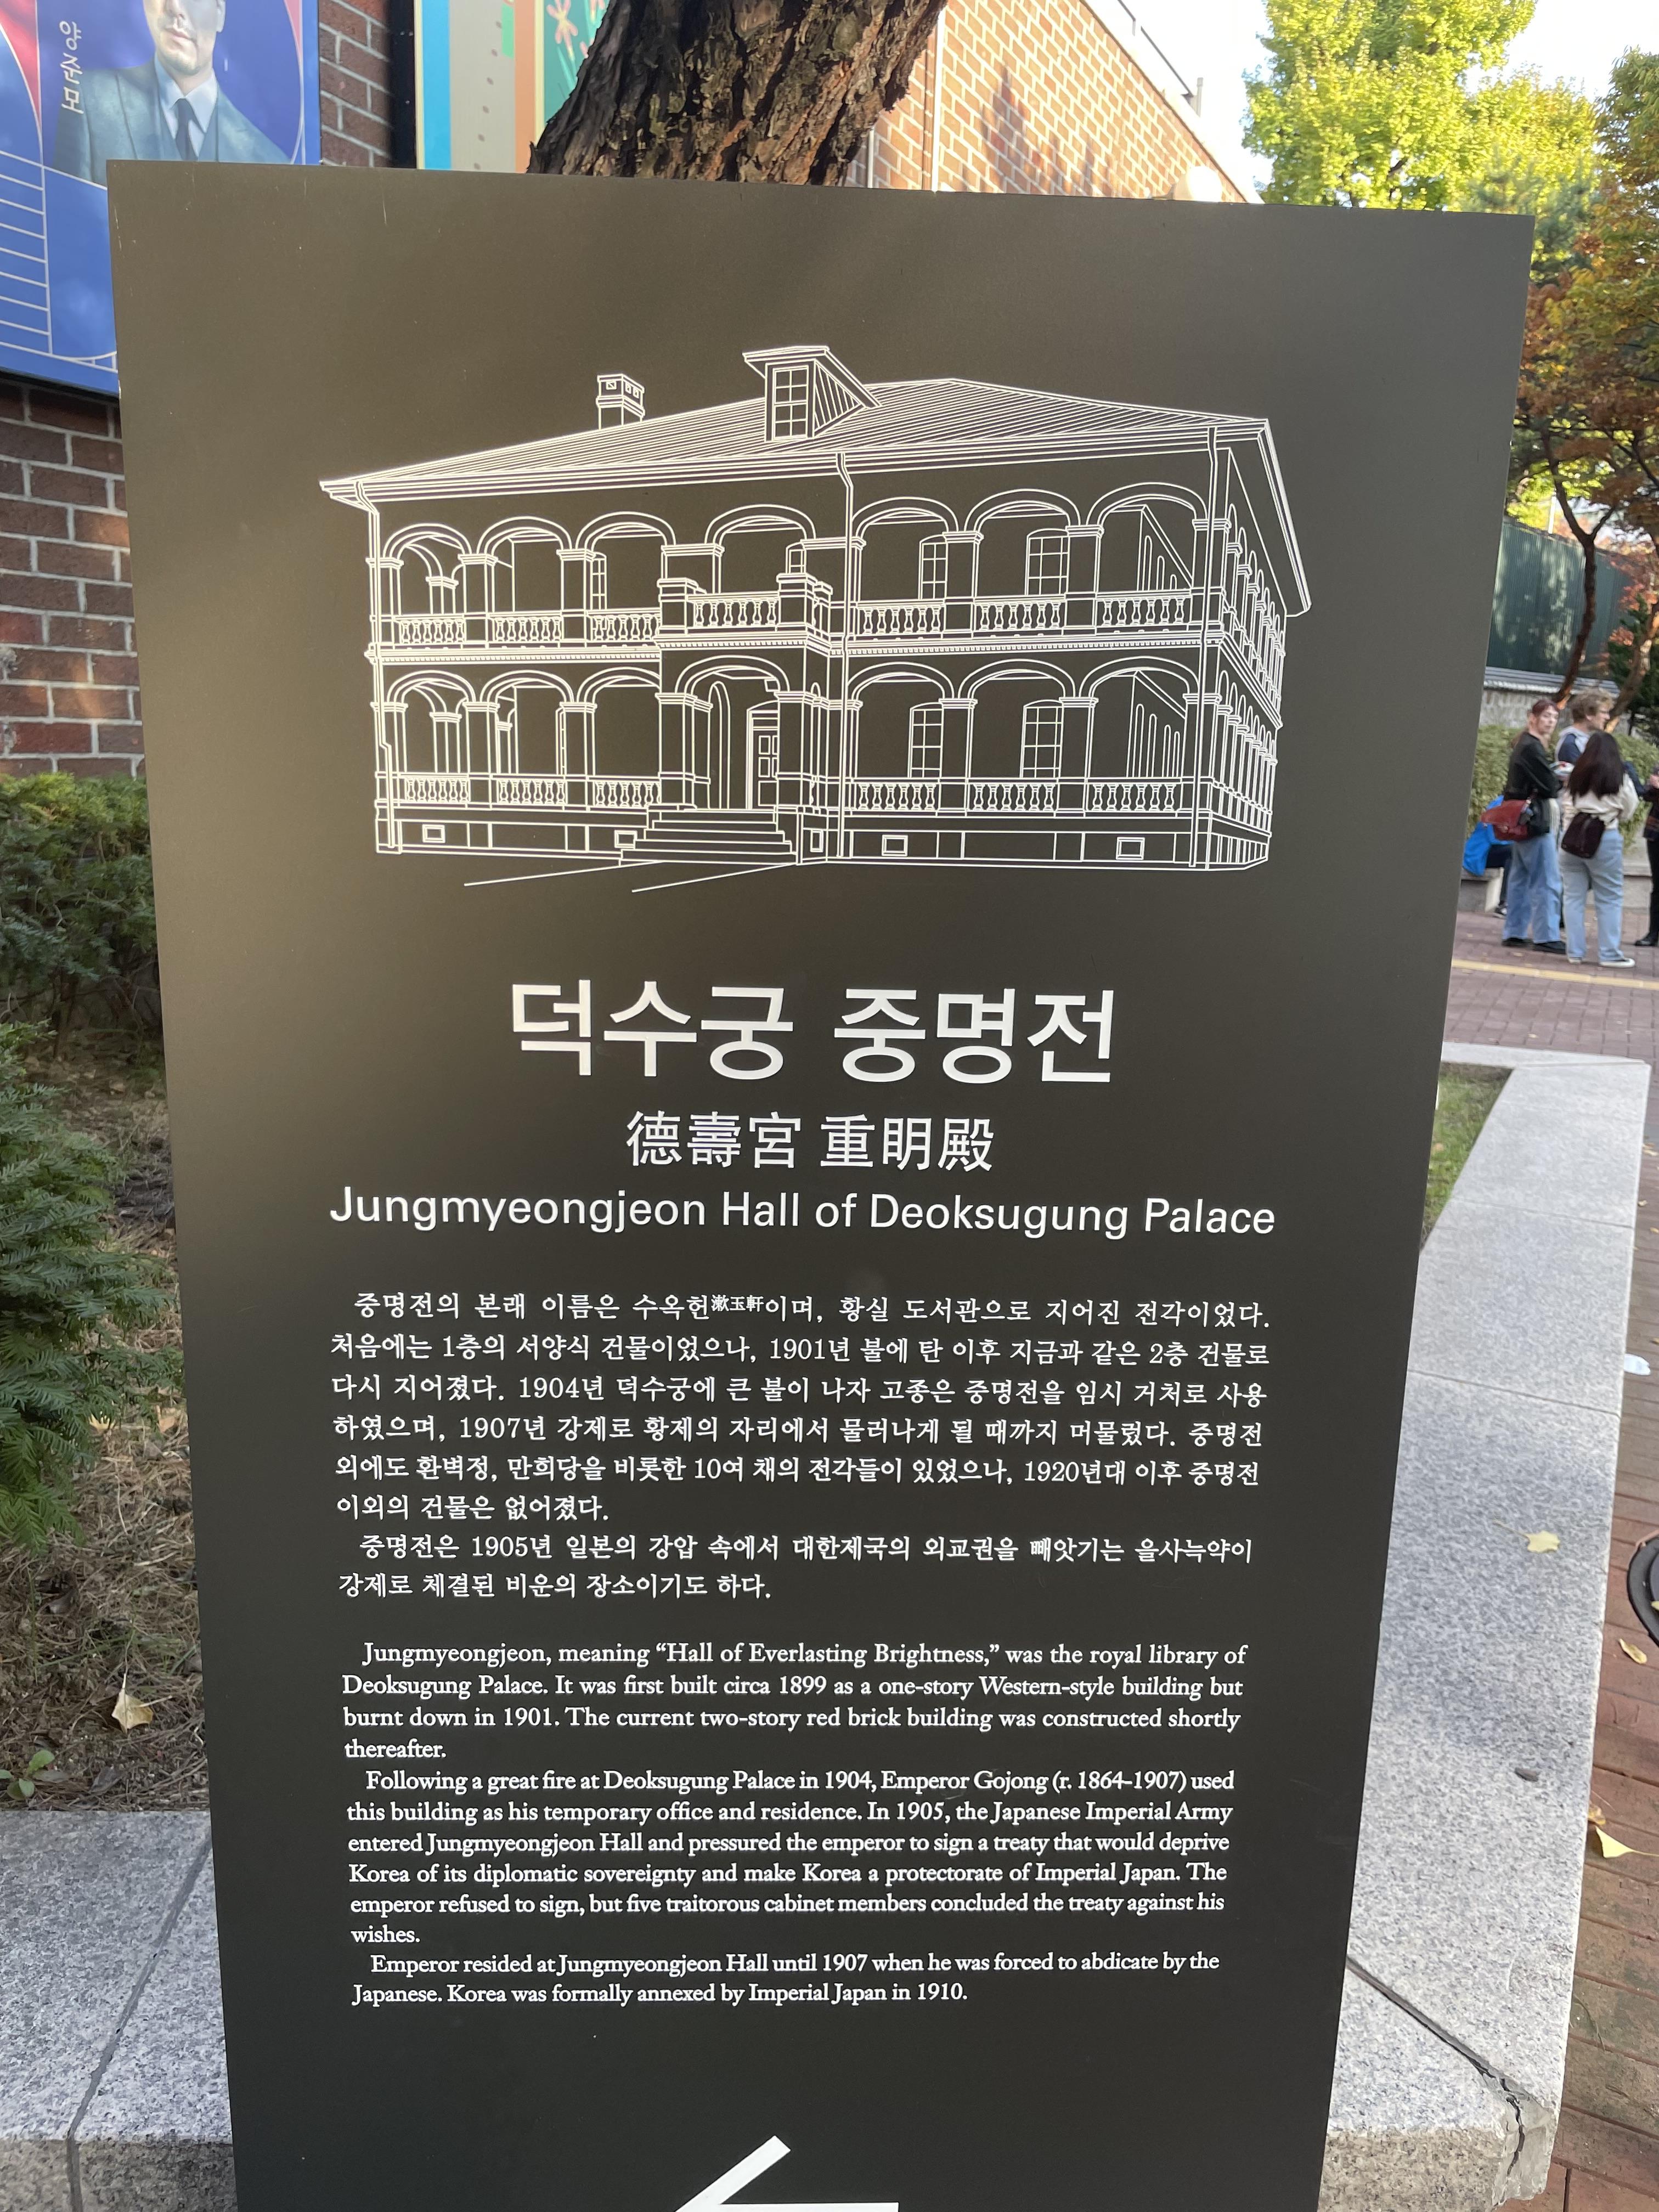 유성모
덕수궁 중명전
德壽宮 重明殿
Jungmyeongjeon Hall of Deoksugung Palace
중명전의 본래 이름은 수옥헌漱玉軒이며, 황실 도서관으로 지어진 전각이었다.
처음에는 1층의 서양식 건물이었으나, 1901년 불에 탄 이후 지금과 같은 2층 건물로
다시 지어졌다. 1904년 덕수궁에 큰 불이 나자 고종은 중명전을 임시 거처로 사용
하였으며, 1907년 강제로 황제의 자리에서 물러나게 될 때까지 머물렀다. 중명전
외에도 환벽정, 만희당을 비롯한 10여 채의 전각들이 있었으나, 1920년대 이후 중명전
이외의 건물은 없어졌다.
중명전은 1905년 일본의 강압 속에서 대한제국의 외교권을 빼앗기는 을사늑약이
강제로 체결된 비운의 장소이기도 하다.
Jungmyeongjeon, meaning “Hall of Everlasting Brightness,” was the royal library of
Deoksugung Palace. It was first built circa 1899 as a one-story Western-style building but
burnt down in 1901. The current two-story red brick building was constructed shortly
thereafter.
Following a great fire at Deoksugung Palace in 1904, Emperor Gojong (r. 1864-1907) used
this building as his temporary office and residence. In 1905, the Japanese Imperial Army
entered Jungmyeongjeon Hall and pressured the emperor to sign a treaty that would deprive
Korea of its diplomatic sovereignty and make Korea a protectorate of Imperial Japan. The
emperor refused to sign, but five traitorous cabinet members concluded the treaty against his
wishes.
Emperor resided at Jungmyeongjeon Hall until 1907 when he was forced to abdicate by the
Japanese. Korea was formally annexed by Imperial Japan in 1910.